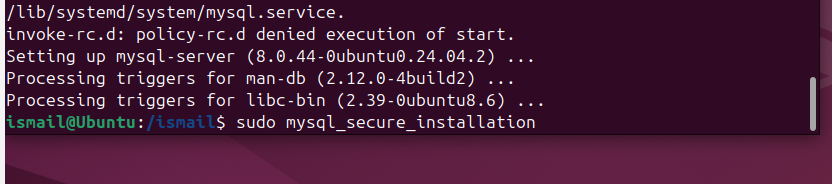 /lib/systemd/system/mysql.service.
invoke-rc.d: policy-rc.d denied execution of start.
Setting up mysql-server (8.0.44-0ubuntu0.24.04.2) ...
Processing triggers for man-db (2.12.0-4build2) ...
Processing triggers for libc-bin (2.39-0ubuntu8.6) ...
ismail@Ubuntu:/ismail$ sudo mysql_secure_installation